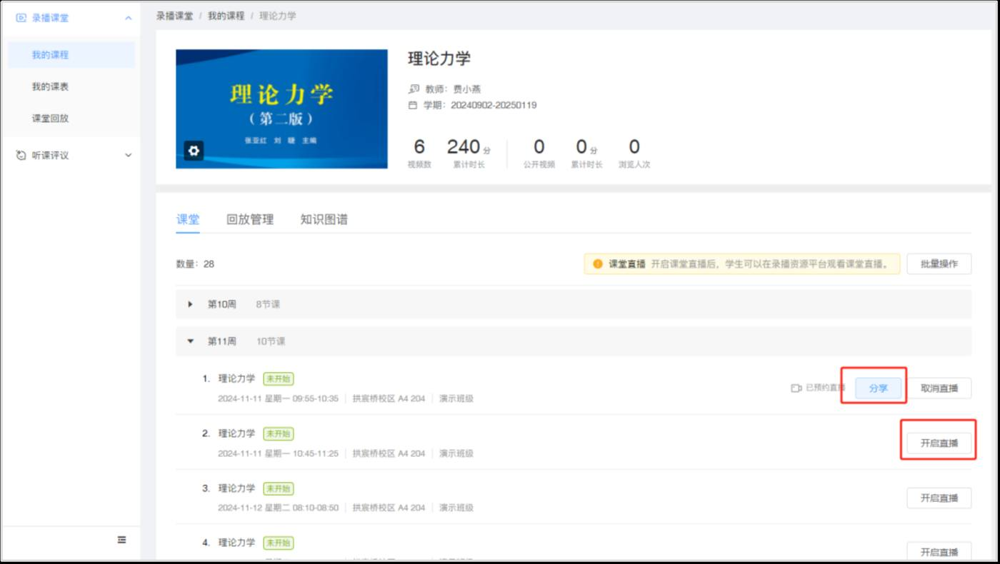 录播课堂
我的课程
我的课表
课堂回放
听课评议
录播课堂 / 我的课程 / 理论力学
理论力学
（第二版）
张亚红 刘 睫 主编
理论力学
教师：费小燕
学期：20240902-20250119
6 240分 0 0分 0
视频数 累计时长 公开视频 累计时长 浏览人次
课堂 回放管理 知识图谱
数量：28
课堂直播 开启课堂直播后，学生可以在录播资源平台观看课堂直播。
批量操作
第10周 8节课
第11周 10节课
1. 理论力学 未开始
2024-11-11 星期一 09:55-10:35 拱宸桥校区 A4 204 演示班级
已预约直播 分享 取消直播
2. 理论力学 未开始
2024-11-11 星期一 10:45-11:25 拱宸桥校区 A4 204 演示班级
开启直播
3. 理论力学 未开始
2024-11-12 星期二 08:10-08:50 拱宸桥校区 A4 204 演示班级
开启直播
4. 理论力学 未开始
开启直播